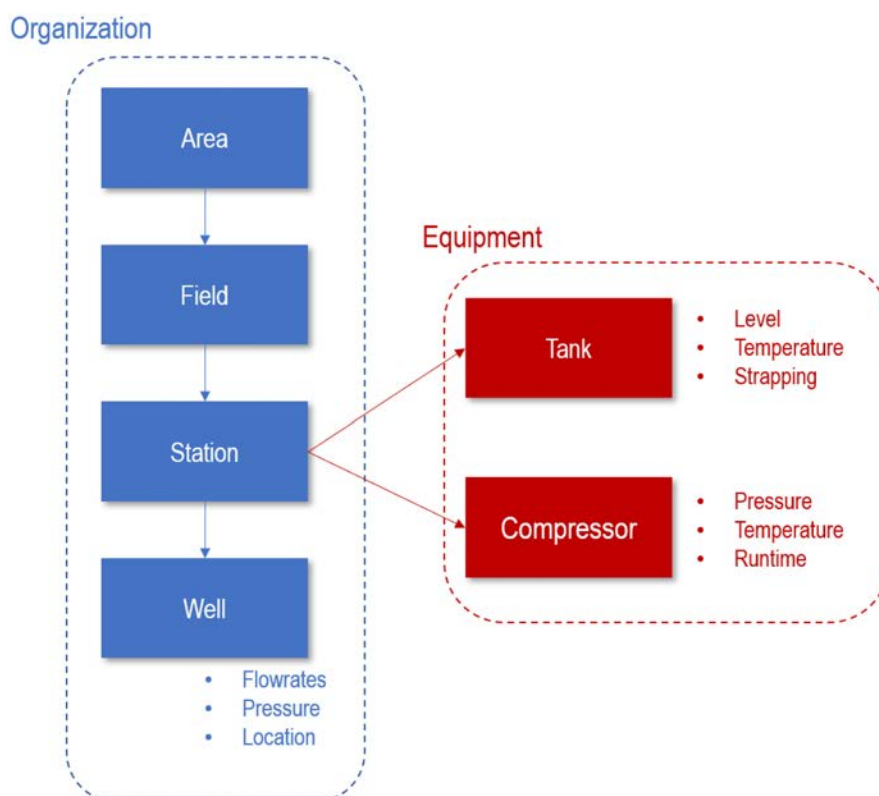 Organization
Area
Field
Station
Well
• Flowrates
• Pressure
• Location
Equipment
Tank
• Level
• Temperature
• Strapping
Compressor
• Pressure
• Temperature
• Runtime